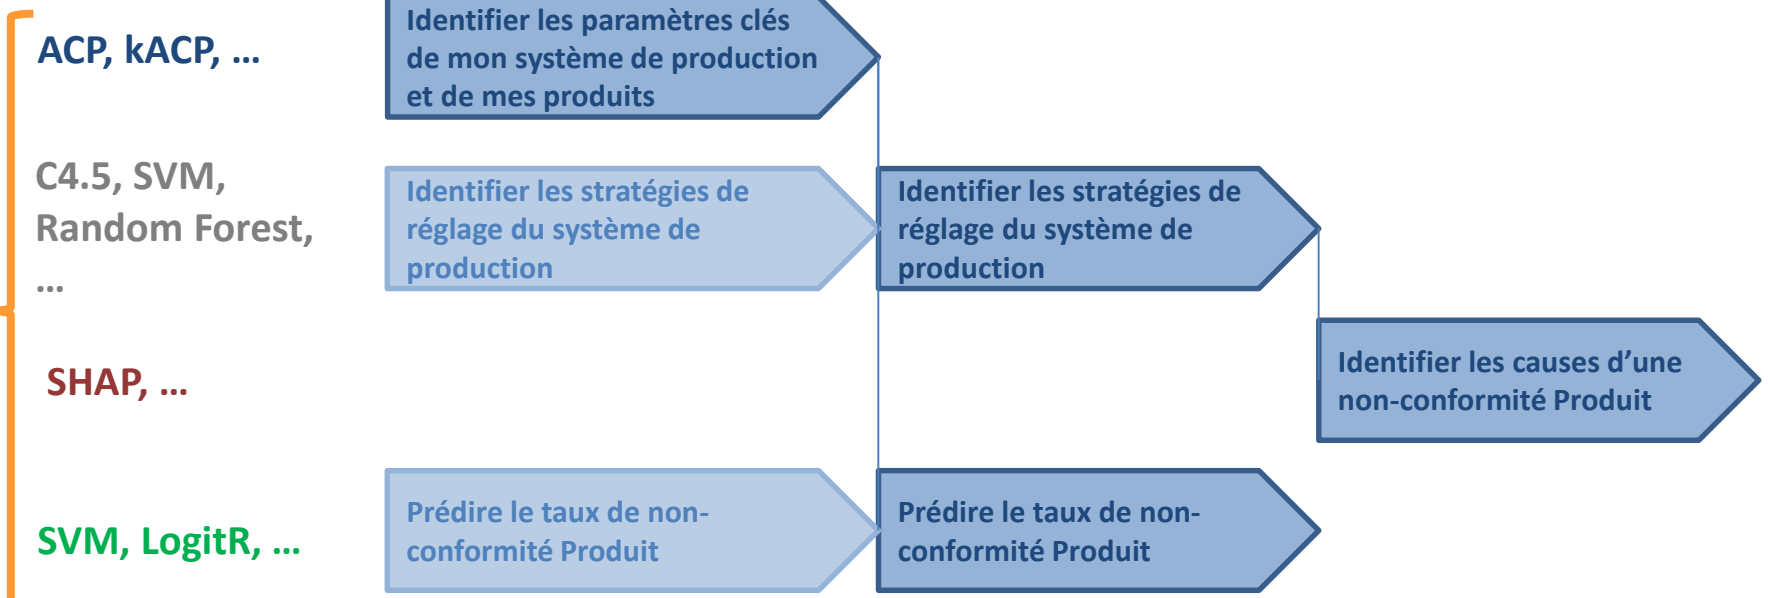 ACP, kACP, ...
Identifier les paramètres clés
de mon système de production
et de mes produits
C4.5, SVM,
Random Forest,
...
Identifier les stratégies de
réglage du système de
production
Identifier les stratégies de
réglage du système de
production
SHAP, ...
Identifier les causes d’une
non-conformité Produit
SVM, LogitR, ...
Prédire le taux de non-
conformité Produit
Prédire le taux de non-
conformité Produit